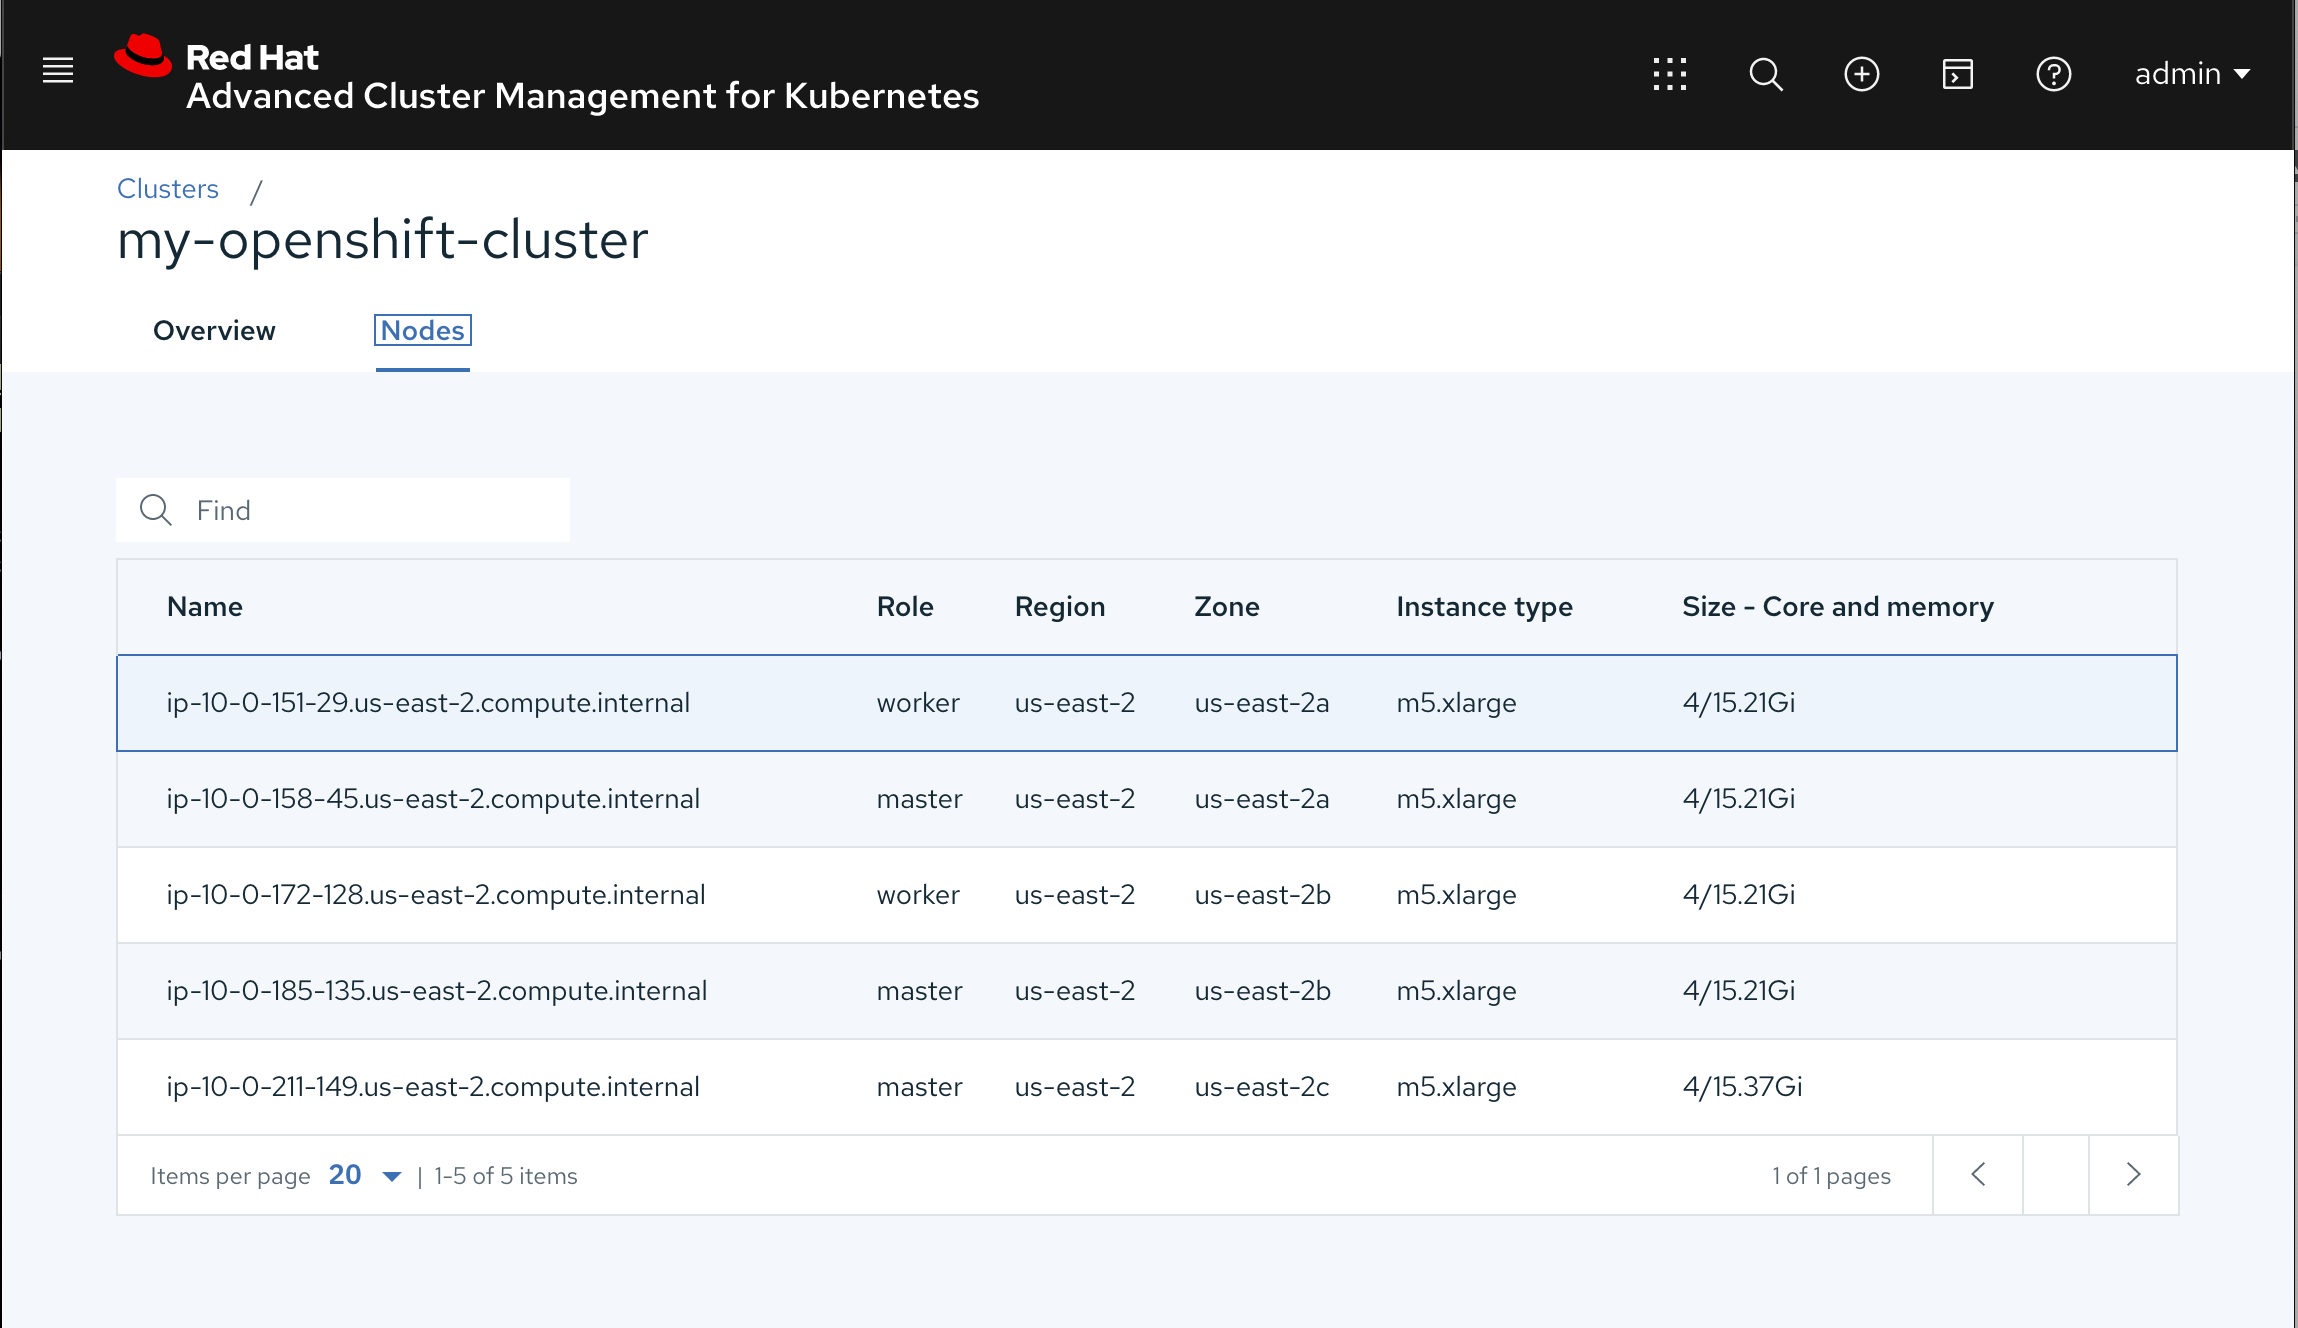 Red Hat
Advanced Cluster Management for Kubernetes
admin
Clusters /
my-openshift-cluster
Overview Nodes
Find
Name Role Region Zone Instance type Size - Core and memory
ip-10-0-151-29.us-east-2.compute.internal worker us-east-2 us-east-2a m5.xlarge 4/15.21Gi
ip-10-0-158-45.us-east-2.compute.internal master us-east-2 us-east-2a m5.xlarge 4/15.21Gi
ip-10-0-172-128.us-east-2.compute.internal worker us-east-2 us-east-2b m5.xlarge 4/15.21Gi
ip-10-0-185-135.us-east-2.compute.internal master us-east-2 us-east-2b m5.xlarge 4/15.21Gi
ip-10-0-211-149.us-east-2.compute.internal master us-east-2 us-east-2c m5.xlarge 4/15.37Gi
Items per page 20 | 1-5 of 5 items 1 of 1 pages